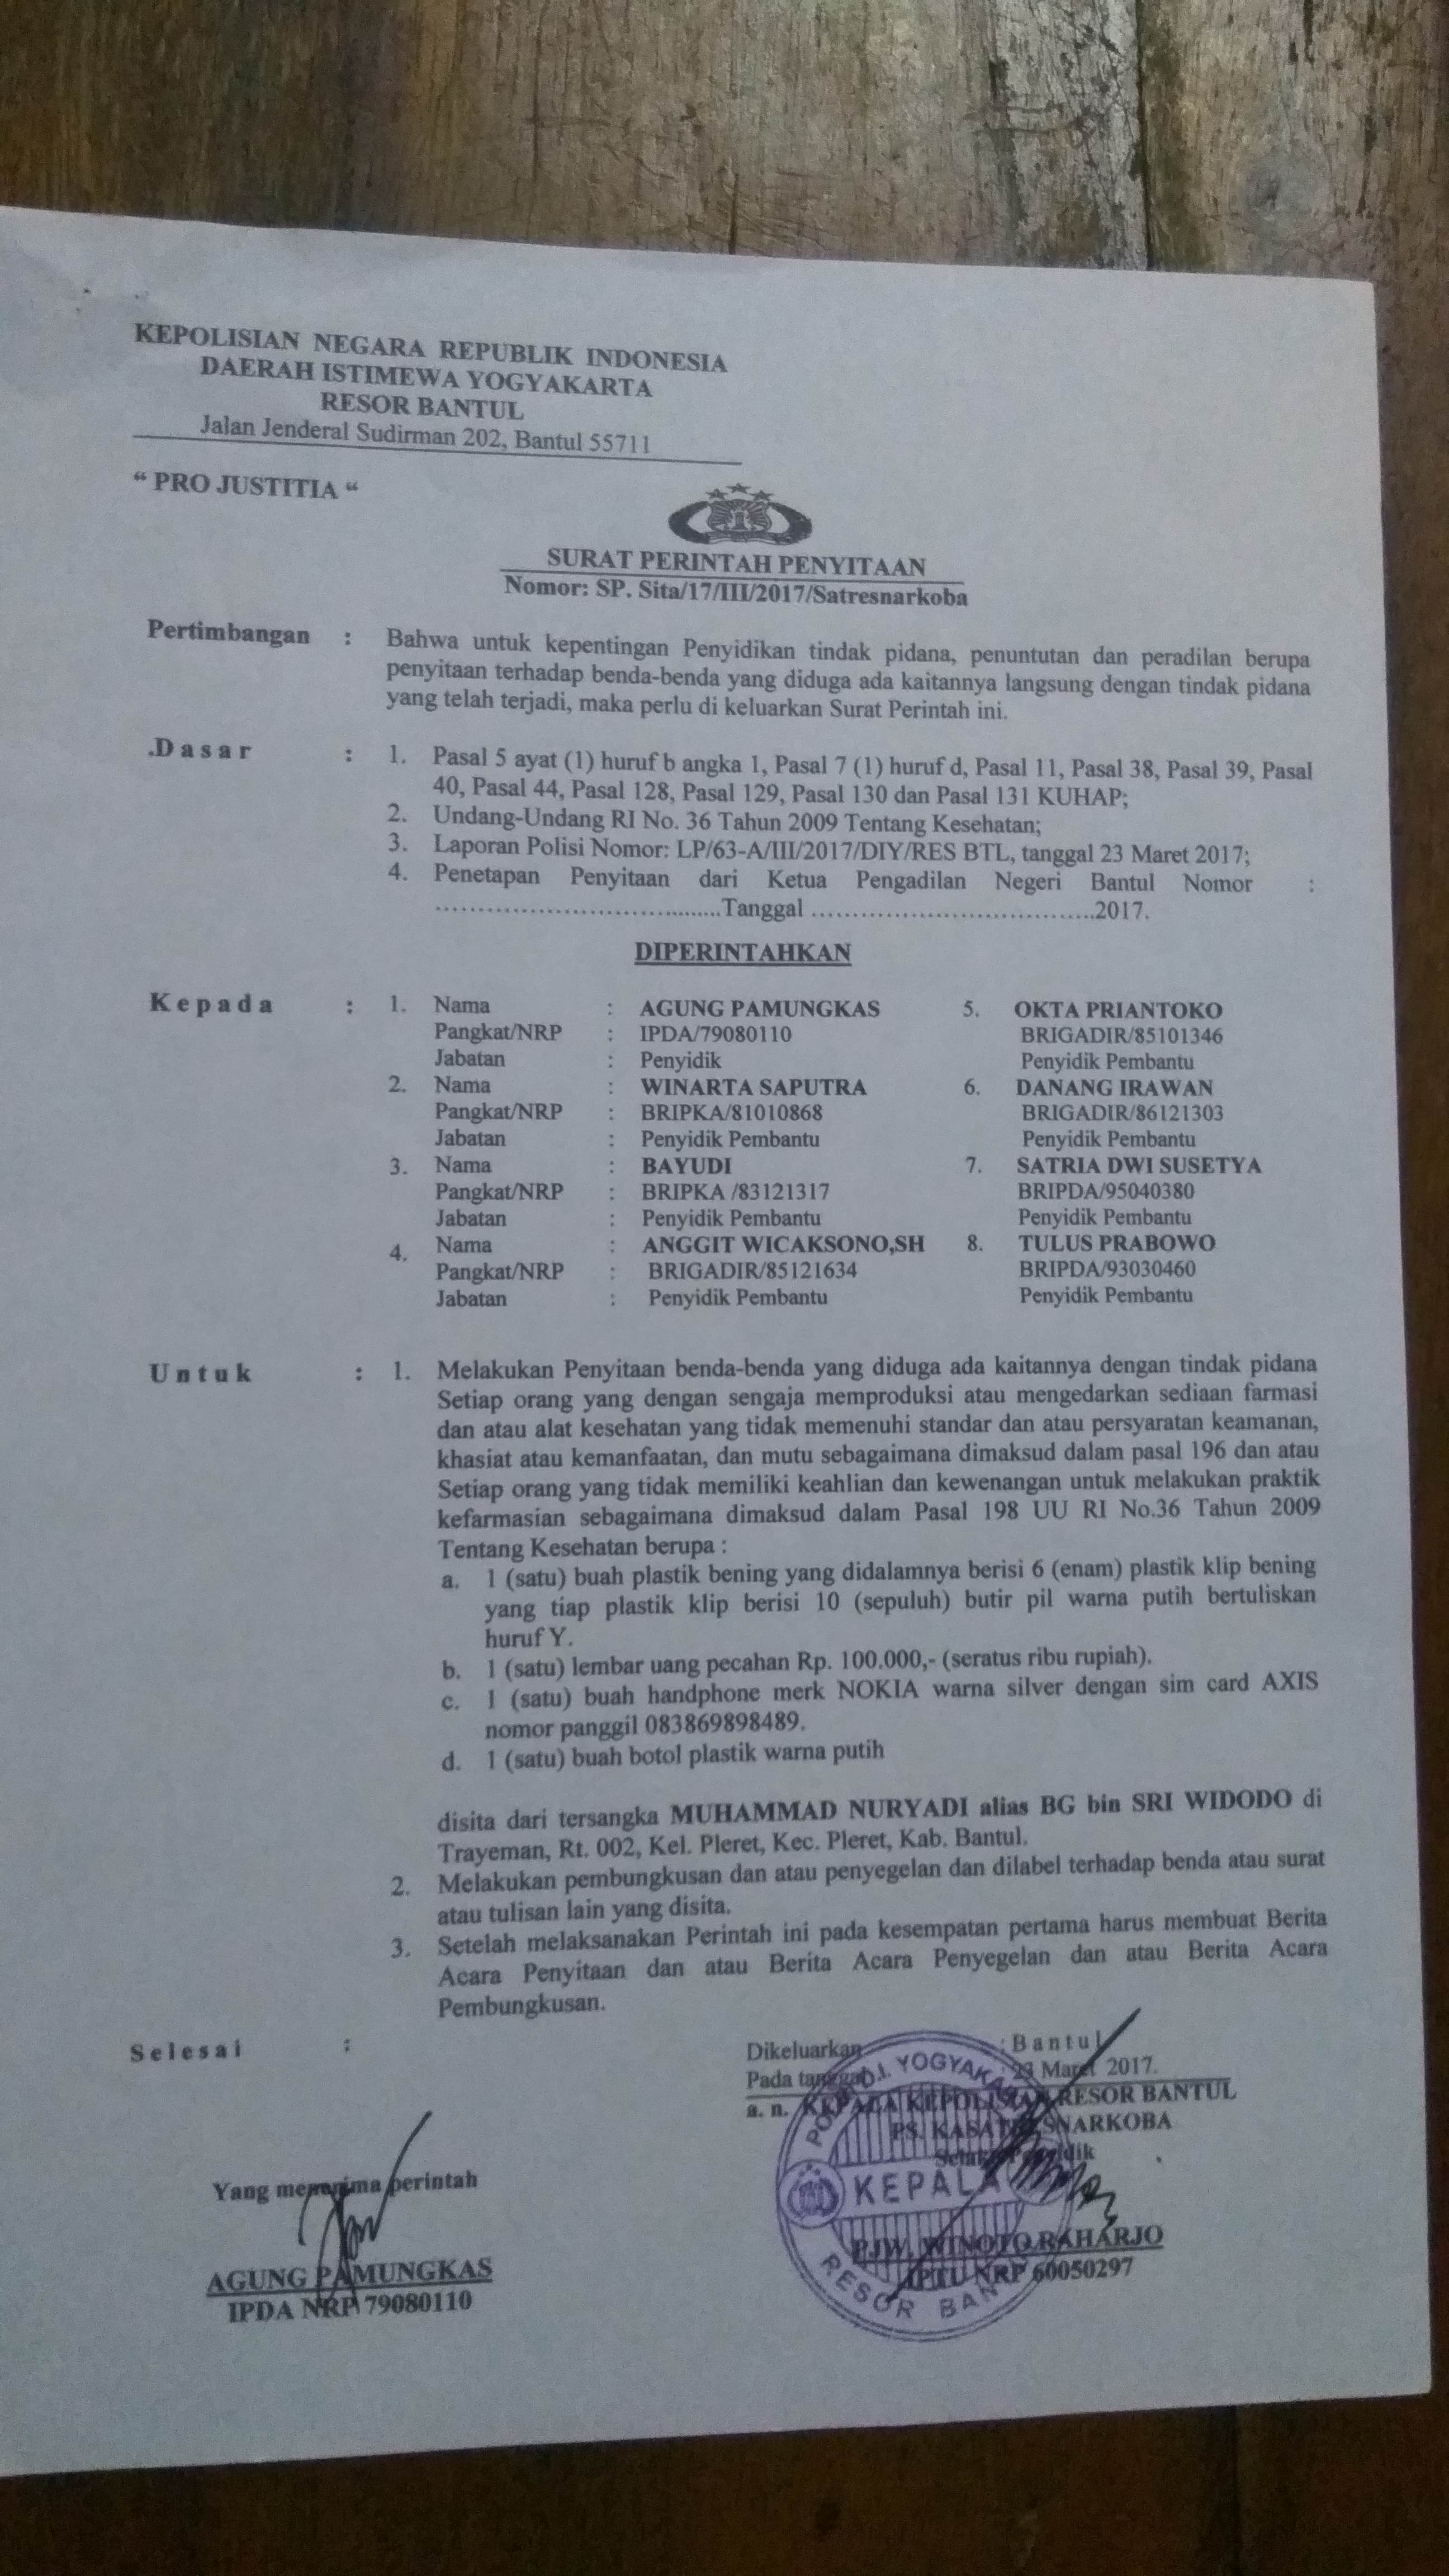 KEPOLISIAN NEGARA REPUBLIK INDONESIA
DAERAH ISTIMEWA YOGYAKARTA
RESOR BANTUL
Jalan Jenderal Sudirman 202, Bantul 55711
“ PRO JUSTITIA “
SURAT PERINTAH PENYITAAN
Nomor: SP. Sita/17/III/2017/Satresnarkoba
Pertimbangan : Bahwa untuk kepentingan Penyidikan tindak pidana, penuntutan dan peradilan berupa
penyitaan terhadap benda-benda yang diduga ada kaitannya langsung dengan tindak pidana
yang telah terjadi, maka perlu di keluarkan Surat Perintah ini.
.Dasar : 1. Pasal 5 ayat (1) huruf b angka 1, Pasal 7 (1) huruf d, Pasal 11, Pasal 38, Pasal 39, Pasal
40, Pasal 44, Pasal 128, Pasal 129, Pasal 130 dan Pasal 131 KUHAP;
2. Undang-Undang RI No. 36 Tahun 2009 Tentang Kesehatan;
3. Laporan Polisi Nomor: LP/63-A/III/2017/DIY/RES BTL, tanggal 23 Maret 2017;
4. Penetapan Penyitaan dari Ketua Pengadilan Negeri Bantul Nomor :
....................................Tanggal ....................................2017.
DIPERINTAHKAN
Kepada : 1. Nama : AGUNG PAMUNGKAS 5. OKTA PRIANTOKO
Pangkat/NRP : IPDA/79080110 BRIGADIR/85101346
Jabatan : Penyidik Penyidik Pembantu
2. Nama : WINARTA SAPUTRA 6. DANANG IRAWAN
Pangkat/NRP : BRIPKA/81010868 BRIGADIR/86121303
Jabatan : Penyidik Pembantu Penyidik Pembantu
3. Nama : BAYUDI 7. SATRIA DWI SUSETYA
Pangkat/NRP : BRIPKA /83121317 BRIPDA/95040380
Jabatan : Penyidik Pembantu Penyidik Pembantu
4. Nama : ANGGIT WICAKSONO,SH 8. TULUS PRABOWO
Pangkat/NRP : BRIGADIR/85121634 BRIPDA/93030460
Jabatan : Penyidik Pembantu Penyidik Pembantu
Untuk : 1. Melakukan Penyitaan benda-benda yang diduga ada kaitannya dengan tindak pidana
Setiap orang yang dengan sengaja memproduksi atau mengedarkan sediaan farmasi
dan atau alat kesehatan yang tidak memenuhi standar dan atau persyaratan keamanan,
khasiat atau kemanfaatan, dan mutu sebagaimana dimaksud dalam pasal 196 dan atau
Setiap orang yang tidak memiliki keahlian dan kewenangan untuk melakukan praktik
kefarmasian sebagaimana dimaksud dalam Pasal 198 UU RI No.36 Tahun 2009
Tentang Kesehatan berupa :
a. 1 (satu) buah plastik bening yang didalamnya berisi 6 (enam) plastik klip bening
yang tiap plastik klip berisi 10 (sepuluh) butir pil warna putih bertuliskan
huruf Y.
b. 1 (satu) lembar uang pecahan Rp. 100.000,- (seratus ribu rupiah).
c. 1 (satu) buah handphone merk NOKIA warna silver dengan sim card AXIS
nomor panggil 083869898489.
d. 1 (satu) buah botol plastik warna putih
disita dari tersangka MUHAMMAD NURYADI alias BG bin SRI WIDODO di
Trayeman, Rt. 002, Kel. Pleret, Kec. Pleret, Kab. Bantul.
2. Melakukan pembungkusan dan atau penyegelan dan dilabel terhadap benda atau surat
atau tulisan lain yang disita.
3. Setelah melaksanakan Perintah ini pada kesempatan pertama harus membuat Berita
Acara Penyitaan dan atau Berita Acara Penyegelan dan atau Berita Acara
Pembungkusan.
Selesai :
Dikeluarkan : Bantul
Pada tanggal : Maret 2017.
a. n. KEPALA KEPOLISIAN RESOR BANTUL
PS. KASAT RESNARKOBA
Selaku Penyidik
KEPALA
PJW. WINOTO RAHARJO
IPTU NRP 60050297
Yang menerima perintah
AGUNG PAMUNGKAS
IPDA NRP 79080110